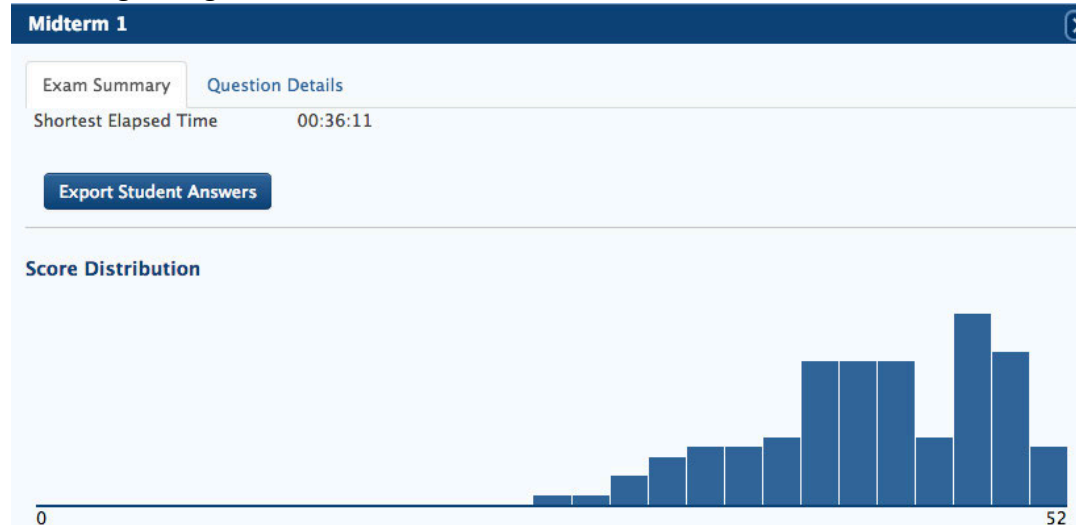 Midterm 1
Exam Summary Question Details
Shortest Elapsed Time 00:36:11
Export Student Answers
Score Distribution
0 52